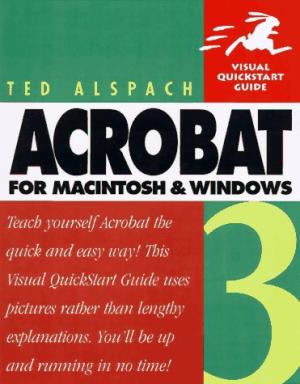 VISUAL
QUICKSTART
GUIDE
TED ALSPACH
ACROBAT
FOR MACINTOSH & WINDOWS
3
Teach yourself Acrobat the
quick and easy way! This
Visual QuickStart Guide uses
pictures rather than lengthy
explanations. You'll be up
and running in no time!